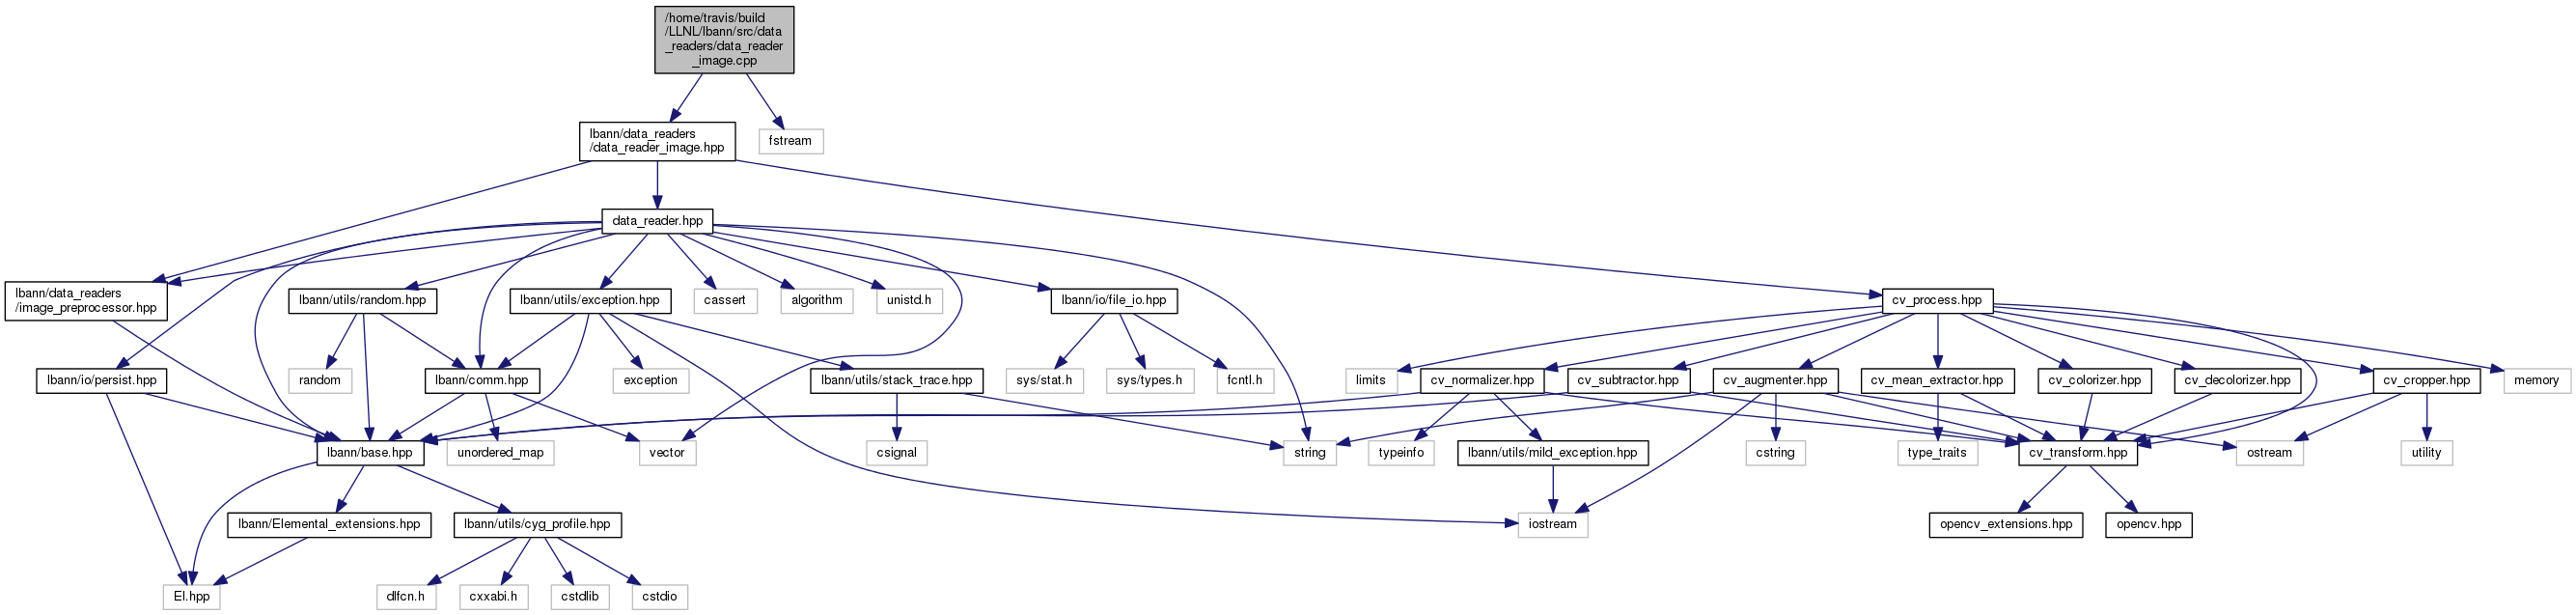 /home/travis/build
/LLNL/lbann/src/data
_readers/data_reader
_image.cpp
lbann/data_readers
/data_reader_image.hpp
fstream
data_reader.hpp
lbann/data_readers
/image_preprocessor.hpp
lbann/utils/random.hpp
lbann/utils/exception.hpp
cassert
algorithm
unistd.h
lbann/io/file_io.hpp
cv_process.hpp
lbann/io/persist.hpp
random
lbann/comm.hpp
exception
lbann/utils/stack_trace.hpp
sys/stat.h
sys/types.h
fcntl.h
limits
cv_normalizer.hpp
cv_subtractor.hpp
cv_augmenter.hpp
cv_mean_extractor.hpp
cv_colorizer.hpp
cv_decolorizer.hpp
cv_cropper.hpp
memory
lbann/base.hpp
unordered_map
vector
csignal
string
typeinfo
lbann/utils/mild_exception.hpp
cstring
type_traits
cv_transform.hpp
ostream
utility
lbann/Elemental_extensions.hpp
lbann/utils/cyg_profile.hpp
iostream
opencv_extensions.hpp
opencv.hpp
El.hpp
dlfcn.h
cxxabi.h
cstdlib
cstdio